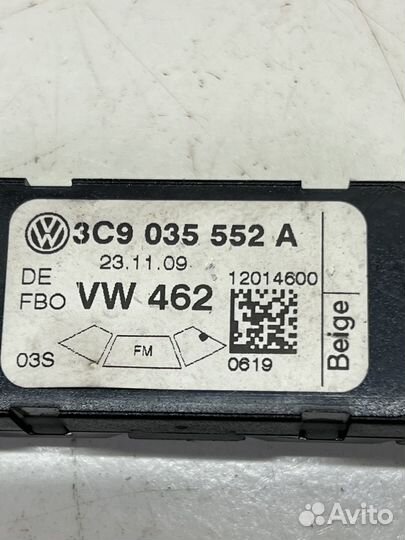 3C9 035 552 A
23.11.09
DE
FBO
VW 462
12014600
03S
FM
0619
Beige
Avito